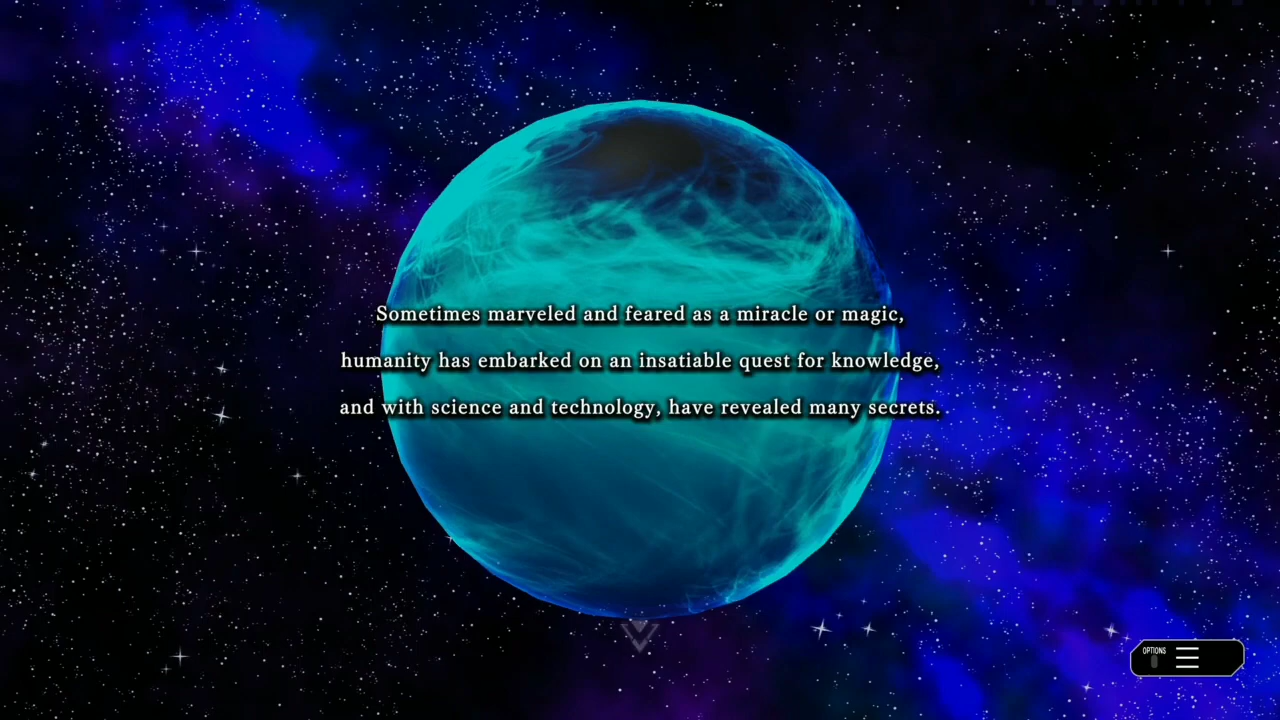 Sometimes marveled and feared as a miracle or magic,
humanity has embarked on an insatiable quest for knowledge,
and with science and technology, have revealed many secrets.
OPTIONS